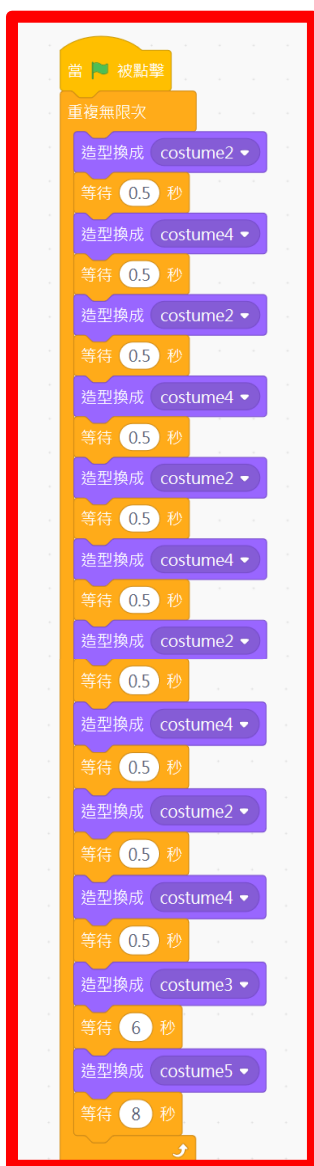 當 被點擊
重複無限次
造型換成 costume2
等待 0.5 秒
造型換成 costume4
等待 0.5 秒
造型換成 costume2
等待 0.5 秒
造型換成 costume4
等待 0.5 秒
造型換成 costume2
等待 0.5 秒
造型換成 costume4
等待 0.5 秒
造型換成 costume2
等待 0.5 秒
造型換成 costume4
等待 0.5 秒
造型換成 costume2
等待 0.5 秒
造型換成 costume4
等待 0.5 秒
造型換成 costume3
等待 6 秒
造型換成 costume5
等待 8 秒